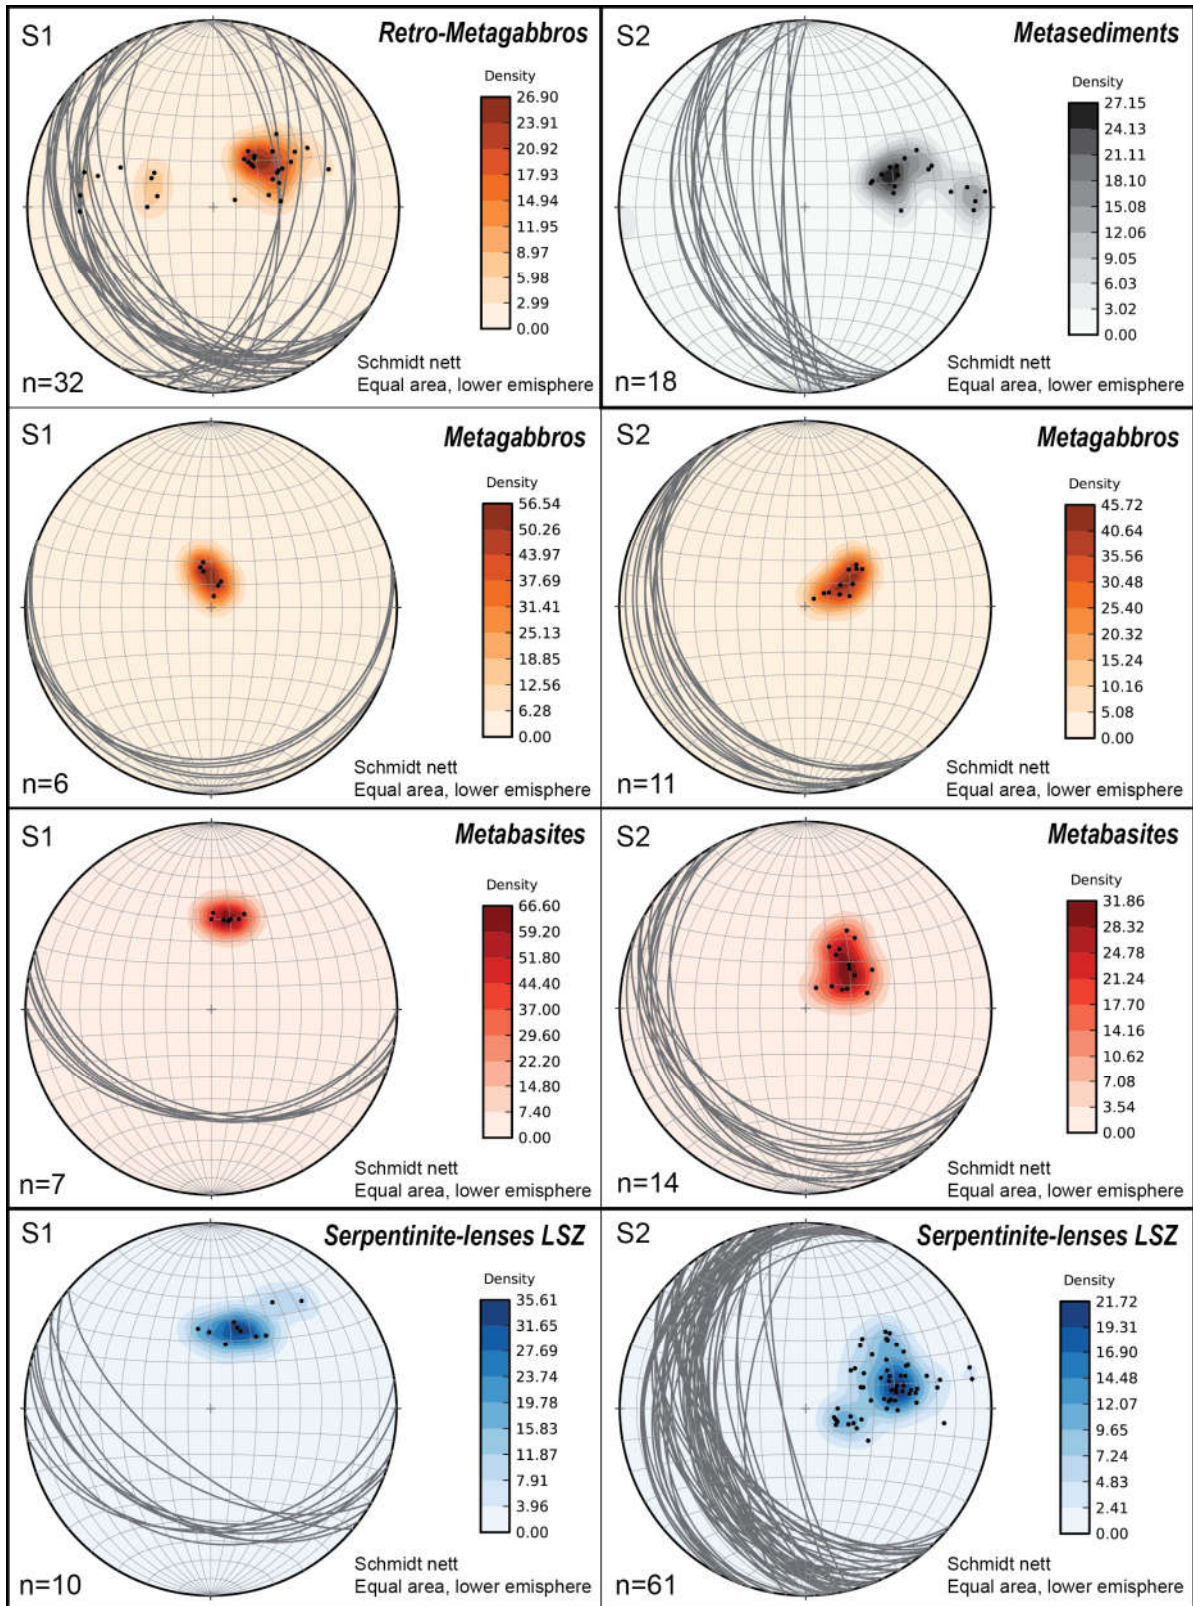 S1
Retro-Metagabbros
Density
26.90
23.91
20.92
17.93
14.94
11.95
8.97
5.98
2.99
0.00
n=32
Schmidt nett
Equal area, lower emisphere
S2
Metasediments
Density
27.15
24.13
21.11
18.10
15.08
12.06
9.05
6.03
3.02
0.00
n=18
Schmidt nett
Equal area, lower emisphere
S1
Metagabbros
Density
56.54
50.26
43.97
37.69
31.41
25.13
18.85
12.56
6.28
0.00
n=6
Schmidt nett
Equal area, lower emisphere
S2
Metagabbros
Density
45.72
40.64
35.56
30.48
25.40
20.32
15.24
10.16
5.08
0.00
n=11
Schmidt nett
Equal area, lower emisphere
S1
Metabasites
Density
66.60
59.20
51.80
44.40
37.00
29.60
22.20
14.80
7.40
0.00
n=7
Schmidt nett
Equal area, lower emisphere
S2
Metabasites
Density
31.86
28.32
24.78
21.24
17.70
14.16
10.62
7.08
3.54
0.00
n=14
Schmidt nett
Equal area, lower emisphere
S1
Serpentinite-lenses LSZ
Density
35.61
31.65
27.69
23.74
19.78
15.83
11.87
7.91
3.96
0.00
n=10
Schmidt nett
Equal area, lower emisphere
S2
Serpentinite-lenses LSZ
Density
21.72
19.31
16.90
14.48
12.07
9.65
7.24
4.83
2.41
0.00
n=61
Schmidt nett
Equal area, lower emisphere